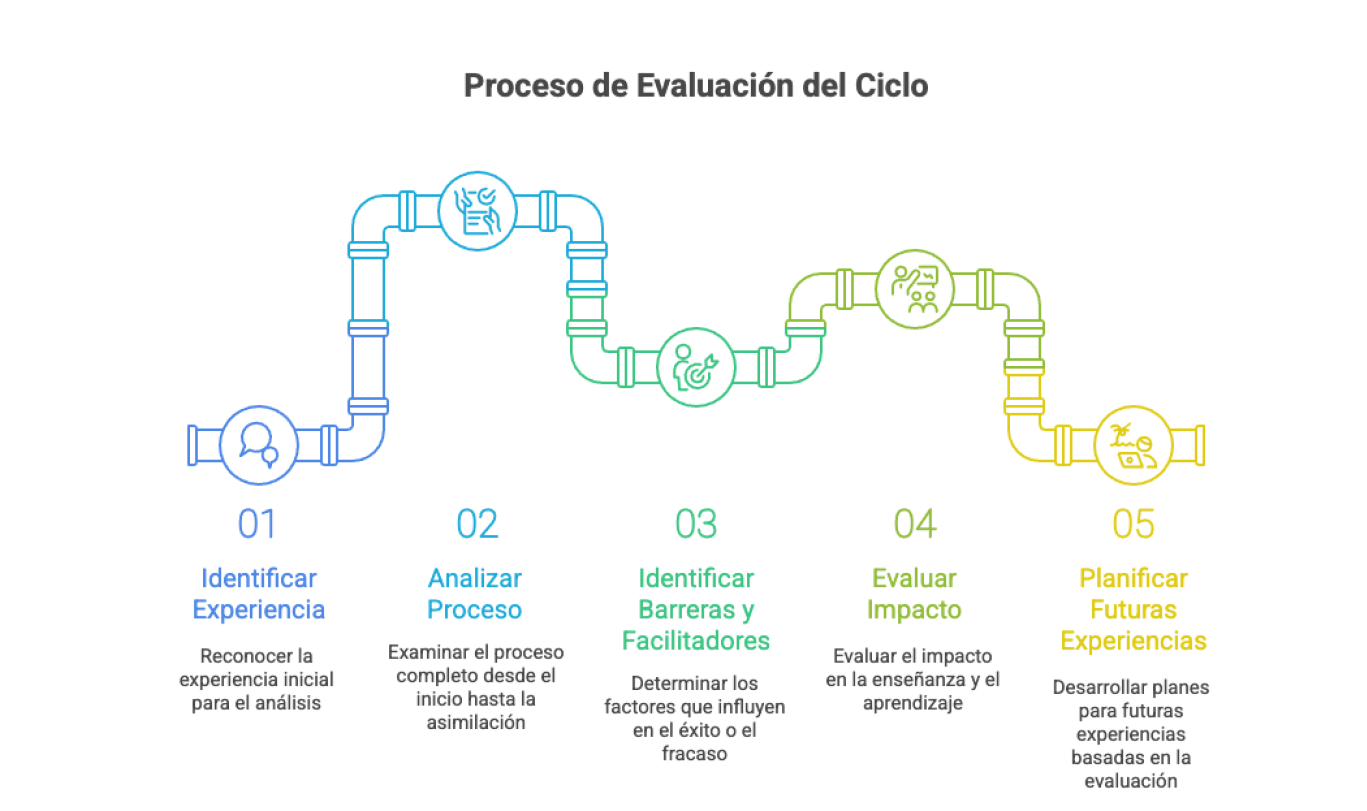 Proceso de Evaluación del Ciclo
01
Identificar
Experiencia
Reconocer la
experiencia inicial
para el análisis
02
Analizar
Proceso
Examinar el proceso
completo desde el
inicio hasta la
asimilación
03
Identificar
Barreras y
Facilitadores
Determinar los
factores que influyen
en el éxito o el
fracaso
04
Evaluar
Impacto
Evaluar el impacto
en la enseñanza y el
aprendizaje
05
Planificar
Futuras
Experiencias
Desarrollar planes
para futuras
experiencias
basadas en la
evaluación